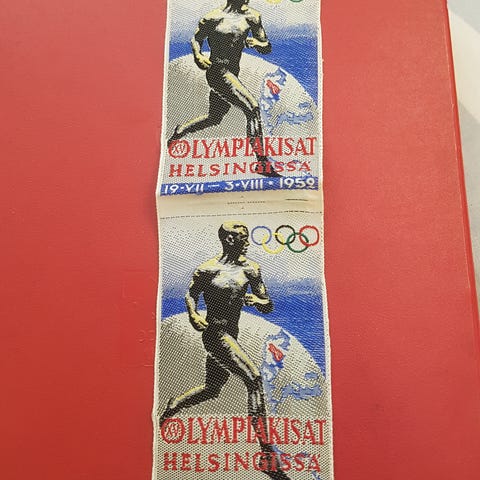 XV OLYMPIAKISAT
HELSINGISSÄ
19·VII — 3·VIII·1952
XV OLYMPIAKISAT
HELSINGISSÄ